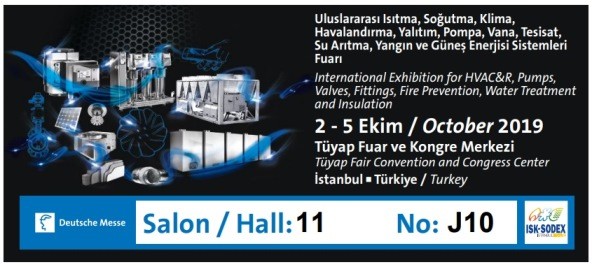 Uluslararası Isıtma, Soğutma, Klima,
Havalandırma, Yalıtım, Pompa, Vana, Tesisat,
Su Arıtma, Yangın ve Güneş Enerjisi Sistemleri
Fuarı
International Exhibition for HVAC&R, Pumps,
Valves, Fittings, Fire Prevention, Water Treatment
and Insulation
2 - 5 Ekim / October 2019
Tüyap Fuar ve Kongre Merkezi
Tüyap Fair Convention and Congress Center
İstanbul ▪ Türkiye / Turkey
Deutsche Messe
Salon / Hall: 11
No: J10
ISK-SODEX